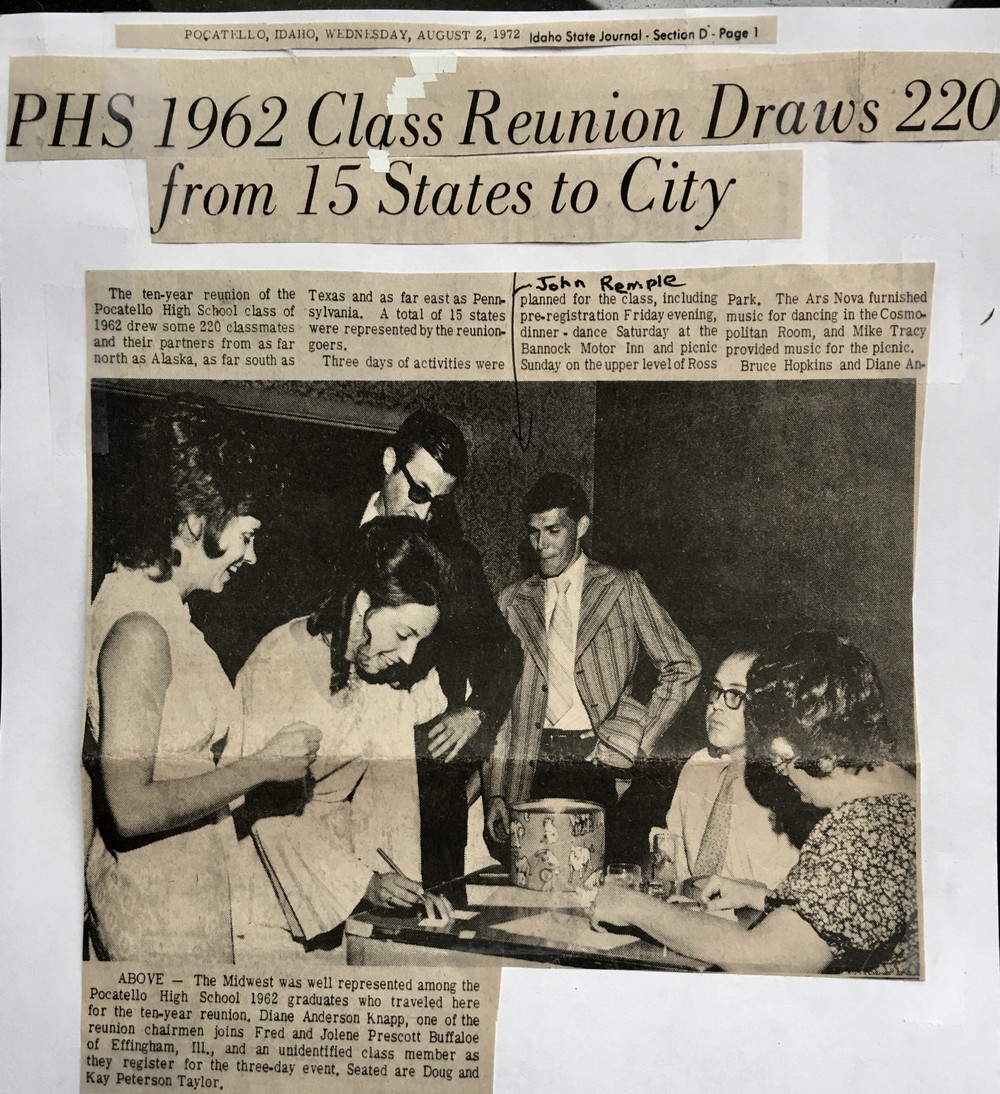 POCATELLO, IDAHO, WEDNESDAY, AUGUST 2, 1972 Idaho State Journal - Section D - Page 1
PHS 1962 Class Reunion Draws 220
from 15 States to City
John Remple
The ten-year reunion of the
Pocatello High School class of
1962 drew some 220 classmates
and their partners from as far
north as Alaska, as far south as
Texas and as far east as Penn-
sylvania. A total of 15 states
were represented by the reunion-
goers.
Three days of activities were
planned for the class, including
pre-registration Friday evening,
dinner - dance Saturday at the
Bannock Motor Inn and picnic
Sunday on the upper level of Ross
Park. The Ars Nova furnished
music for dancing in the Cosmo-
politan Room, and Mike Tracy
provided music for the picnic.
Bruce Hopkins and Diane An-
ABOVE — The Midwest was well represented among the
Pocatello High School 1962 graduates who traveled here
for the ten-year reunion. Diane Anderson Knapp, one of the
reunion chairmen joins Fred and Jolene Prescott Buffaloe
of Effingham, Ill., and an unidentified class member as
they register for the three-day event. Seated are Doug and
Kay Peterson Taylor.